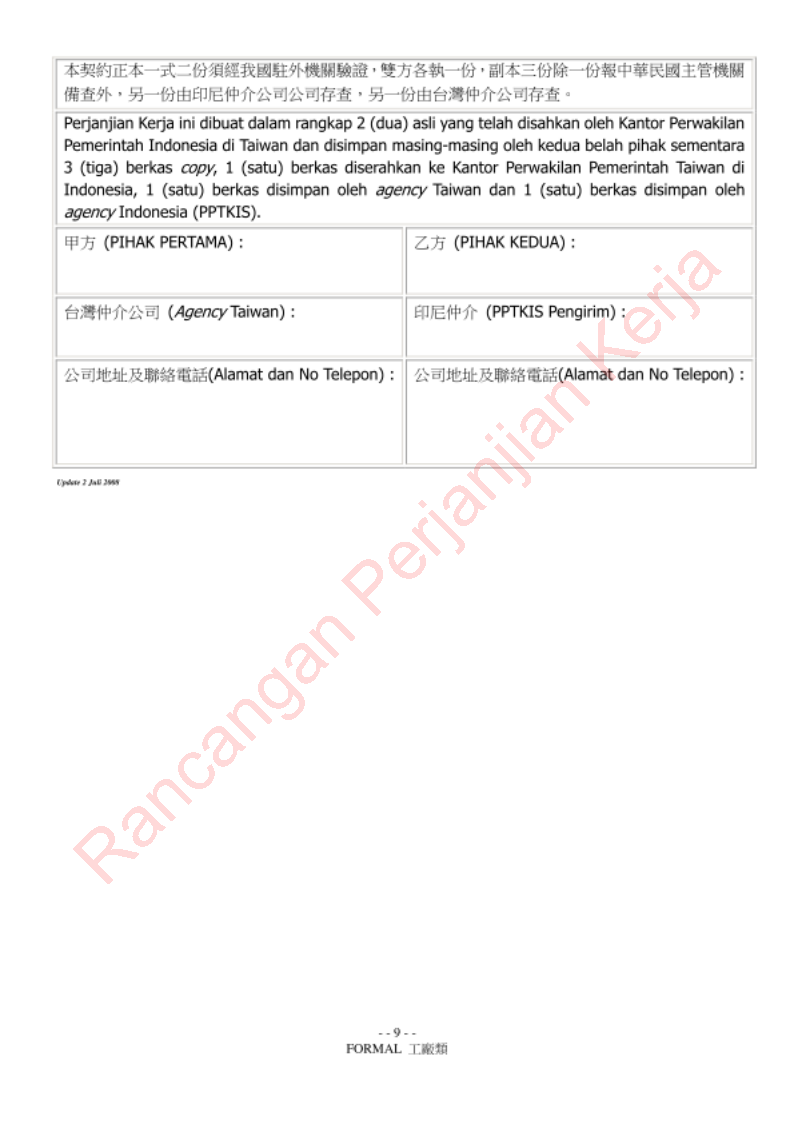 本契約正本一式二份須經我國駐外機關驗證，雙方各執一份，副本三份除一份報中華民國主管機關
備查外，另一份由印尼仲介公司公司存查，另一份由台灣仲介公司存查。
Perjanjian Kerja ini dibuat dalam rangkap 2 (dua) asli yang telah disahkan oleh Kantor Perwakilan
Pemerintah Indonesia di Taiwan dan disimpan masing-masing oleh kedua belah pihak sementara
3 (tiga) berkas copy, 1 (satu) berkas diserahkan ke Kantor Perwakilan Pemerintah Taiwan di
Indonesia, 1 (satu) berkas disimpan oleh agency Taiwan dan 1 (satu) berkas disimpan oleh
agency Indonesia (PPTKIS).
甲方 (PIHAK PERTAMA) :
乙方 (PIHAK KEDUA) :
台灣仲介公司 (Agency Taiwan) :
印尼仲介 (PPTKIS Pengirim) :
公司地址及聯絡電話(Alamat dan No Telepon) :
公司地址及聯絡電話(Alamat dan No Telepon) :
Update 2 Juli 2008
Rancangan Perjanjian Kerja
- - 9 - -
FORMAL 工廠類